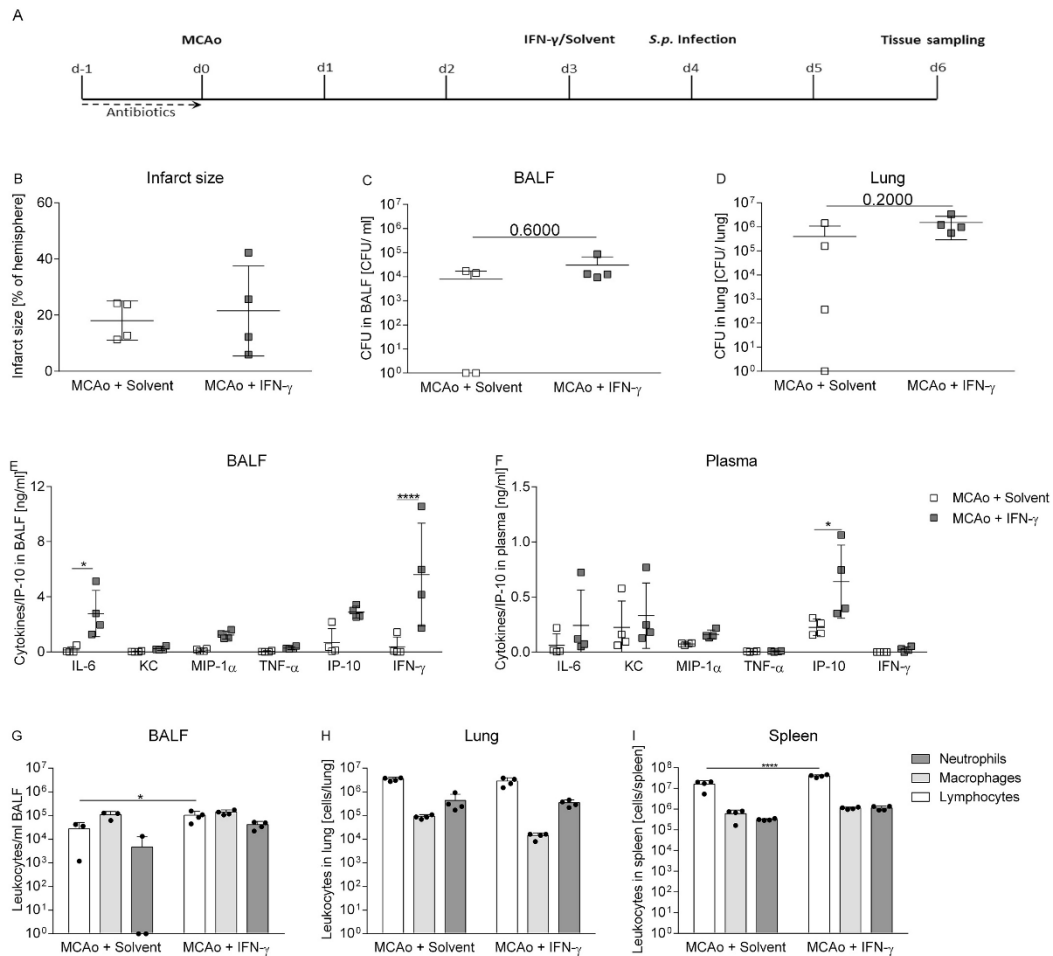 A
MCAo
IFN-γ/Solvent
S.p. Infection
Tissue sampling
d-1
d0
d1
d2
d3
d4
d5
d6
Antibiotics
B
Infarct size
Infarct size [% of hemisphere]
60
40
20
0
MCAo + Solvent
MCAo + IFN-γ
C
BALF
CFU in BALF [CFU/ ml]
10⁷
10⁶
10⁵
10⁴
10³
10²
10¹
10⁰
0.6000
MCAo + Solvent
MCAo + IFN-γ
D
Lung
CFU in lung [CFU/ lung]
10⁷
10⁶
10⁵
10⁴
10³
10²
10¹
10⁰
0.2000
MCAo + Solvent
MCAo + IFN-γ
E
BALF
Cytokines/IP-10 in BALF [ng/ml]
12
8
4
0
*
****
IL-6
KC
MIP-1α
TNF-α
IP-10
IFN-γ
F
Plasma
Cytokines/IP-10 in plasma [ng/ml]
1.5
1.0
0.5
0.0
*
IL-6
KC
MIP-1α
TNF-α
IP-10
IFN-γ
MCAo + Solvent
MCAo + IFN-γ
G
BALF
Leukocytes/ml BALF
10⁷
10⁶
10⁵
10⁴
10³
10²
10¹
10⁰
*
MCAo + Solvent
MCAo + IFN-γ
H
Lung
Leukocytes in lung [cells/lung]
10⁷
10⁶
10⁵
10⁴
10³
10²
10¹
10⁰
MCAo + Solvent
MCAo + IFN-γ
I
Spleen
Leukocytes in spleen [cells/spleen]
10⁸
10⁷
10⁶
10⁵
10⁴
10³
10²
10¹
10⁰
****
MCAo + Solvent
MCAo + IFN-γ
Neutrophils
Macrophages
Lymphocytes